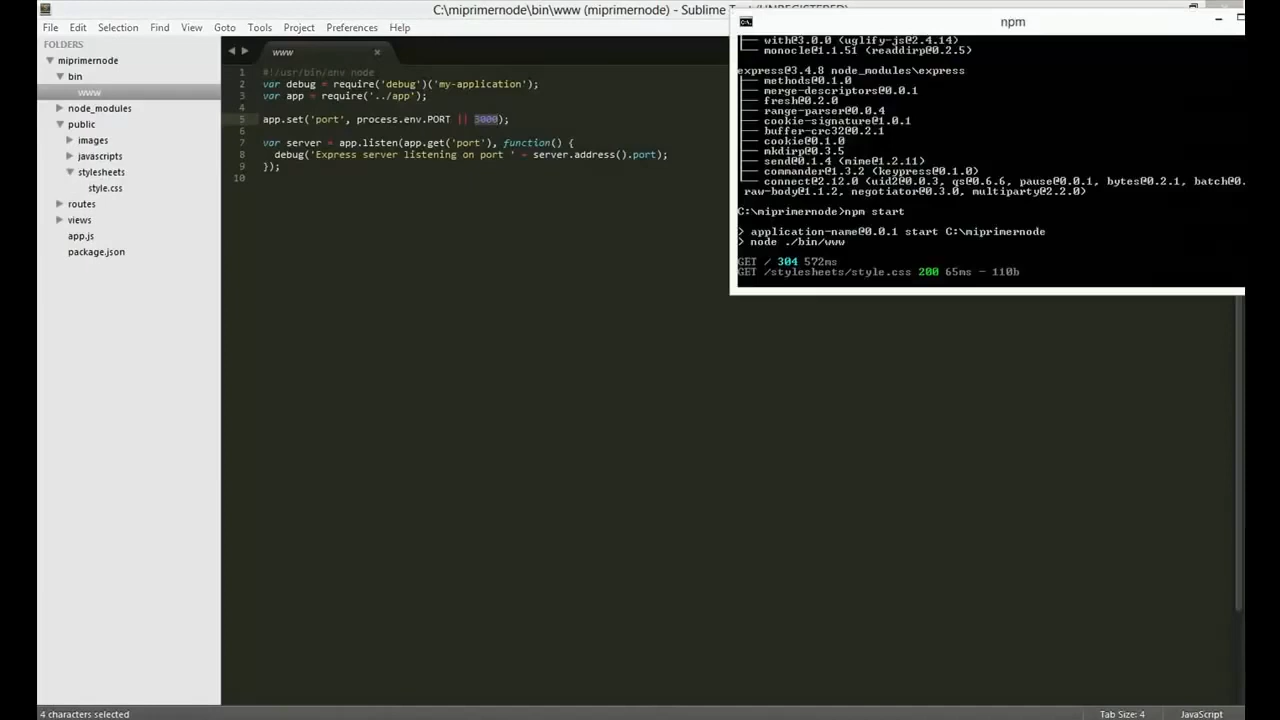 C:\miprimernode\bin\www (miprimernode) - Sublime
File Edit Selection Find View Goto Tools Project Preferences Help
FOLDERS
miprimernode
bin
www
node_modules
public
images
javascripts
stylesheets
style.css
routes
views
app.js
package.json
www
1 #!/usr/bin/env node
2 var debug = require('debug')('my-application');
3 var app = require('../app');
4
5 app.set('port', process.env.PORT || 3000);
6
7 var server = app.listen(app.get('port'), function() {
8 debug('Express server listening on port ' + server.address().port);
9 });
10
npm
with@3.0.0 (uglify-js@2.4.14)
monocle@1.1.51 (readdirp@0.2.5)
express@3.4.8 node_modules\express
methods@0.1.0
merge-descriptors@0.0.1
fresh@0.2.0
range-parser@0.0.4
cookie-signature@1.0.1
buffer-crc32@0.2.1
cookie@0.1.0
mkdirp@0.3.5
send@0.1.4 (mime@1.2.11)
commander@1.3.2 (keypress@0.1.0)
connect@2.12.0 (uid2@0.0.3, qs@0.6.6, pause@0.0.1, bytes@0.2.1, batch@0.
raw-body@1.1.2, negotiator@0.3.0, multiparty@2.2.0)
C:\miprimernode>npm start
> application-name@0.0.1 start C:\miprimernode
> node ./bin/www
GET / 304 572ms
GET /stylesheets/style.css 200 65ms - 110b
4 characters selected
Tab Size: 4
JavaScript